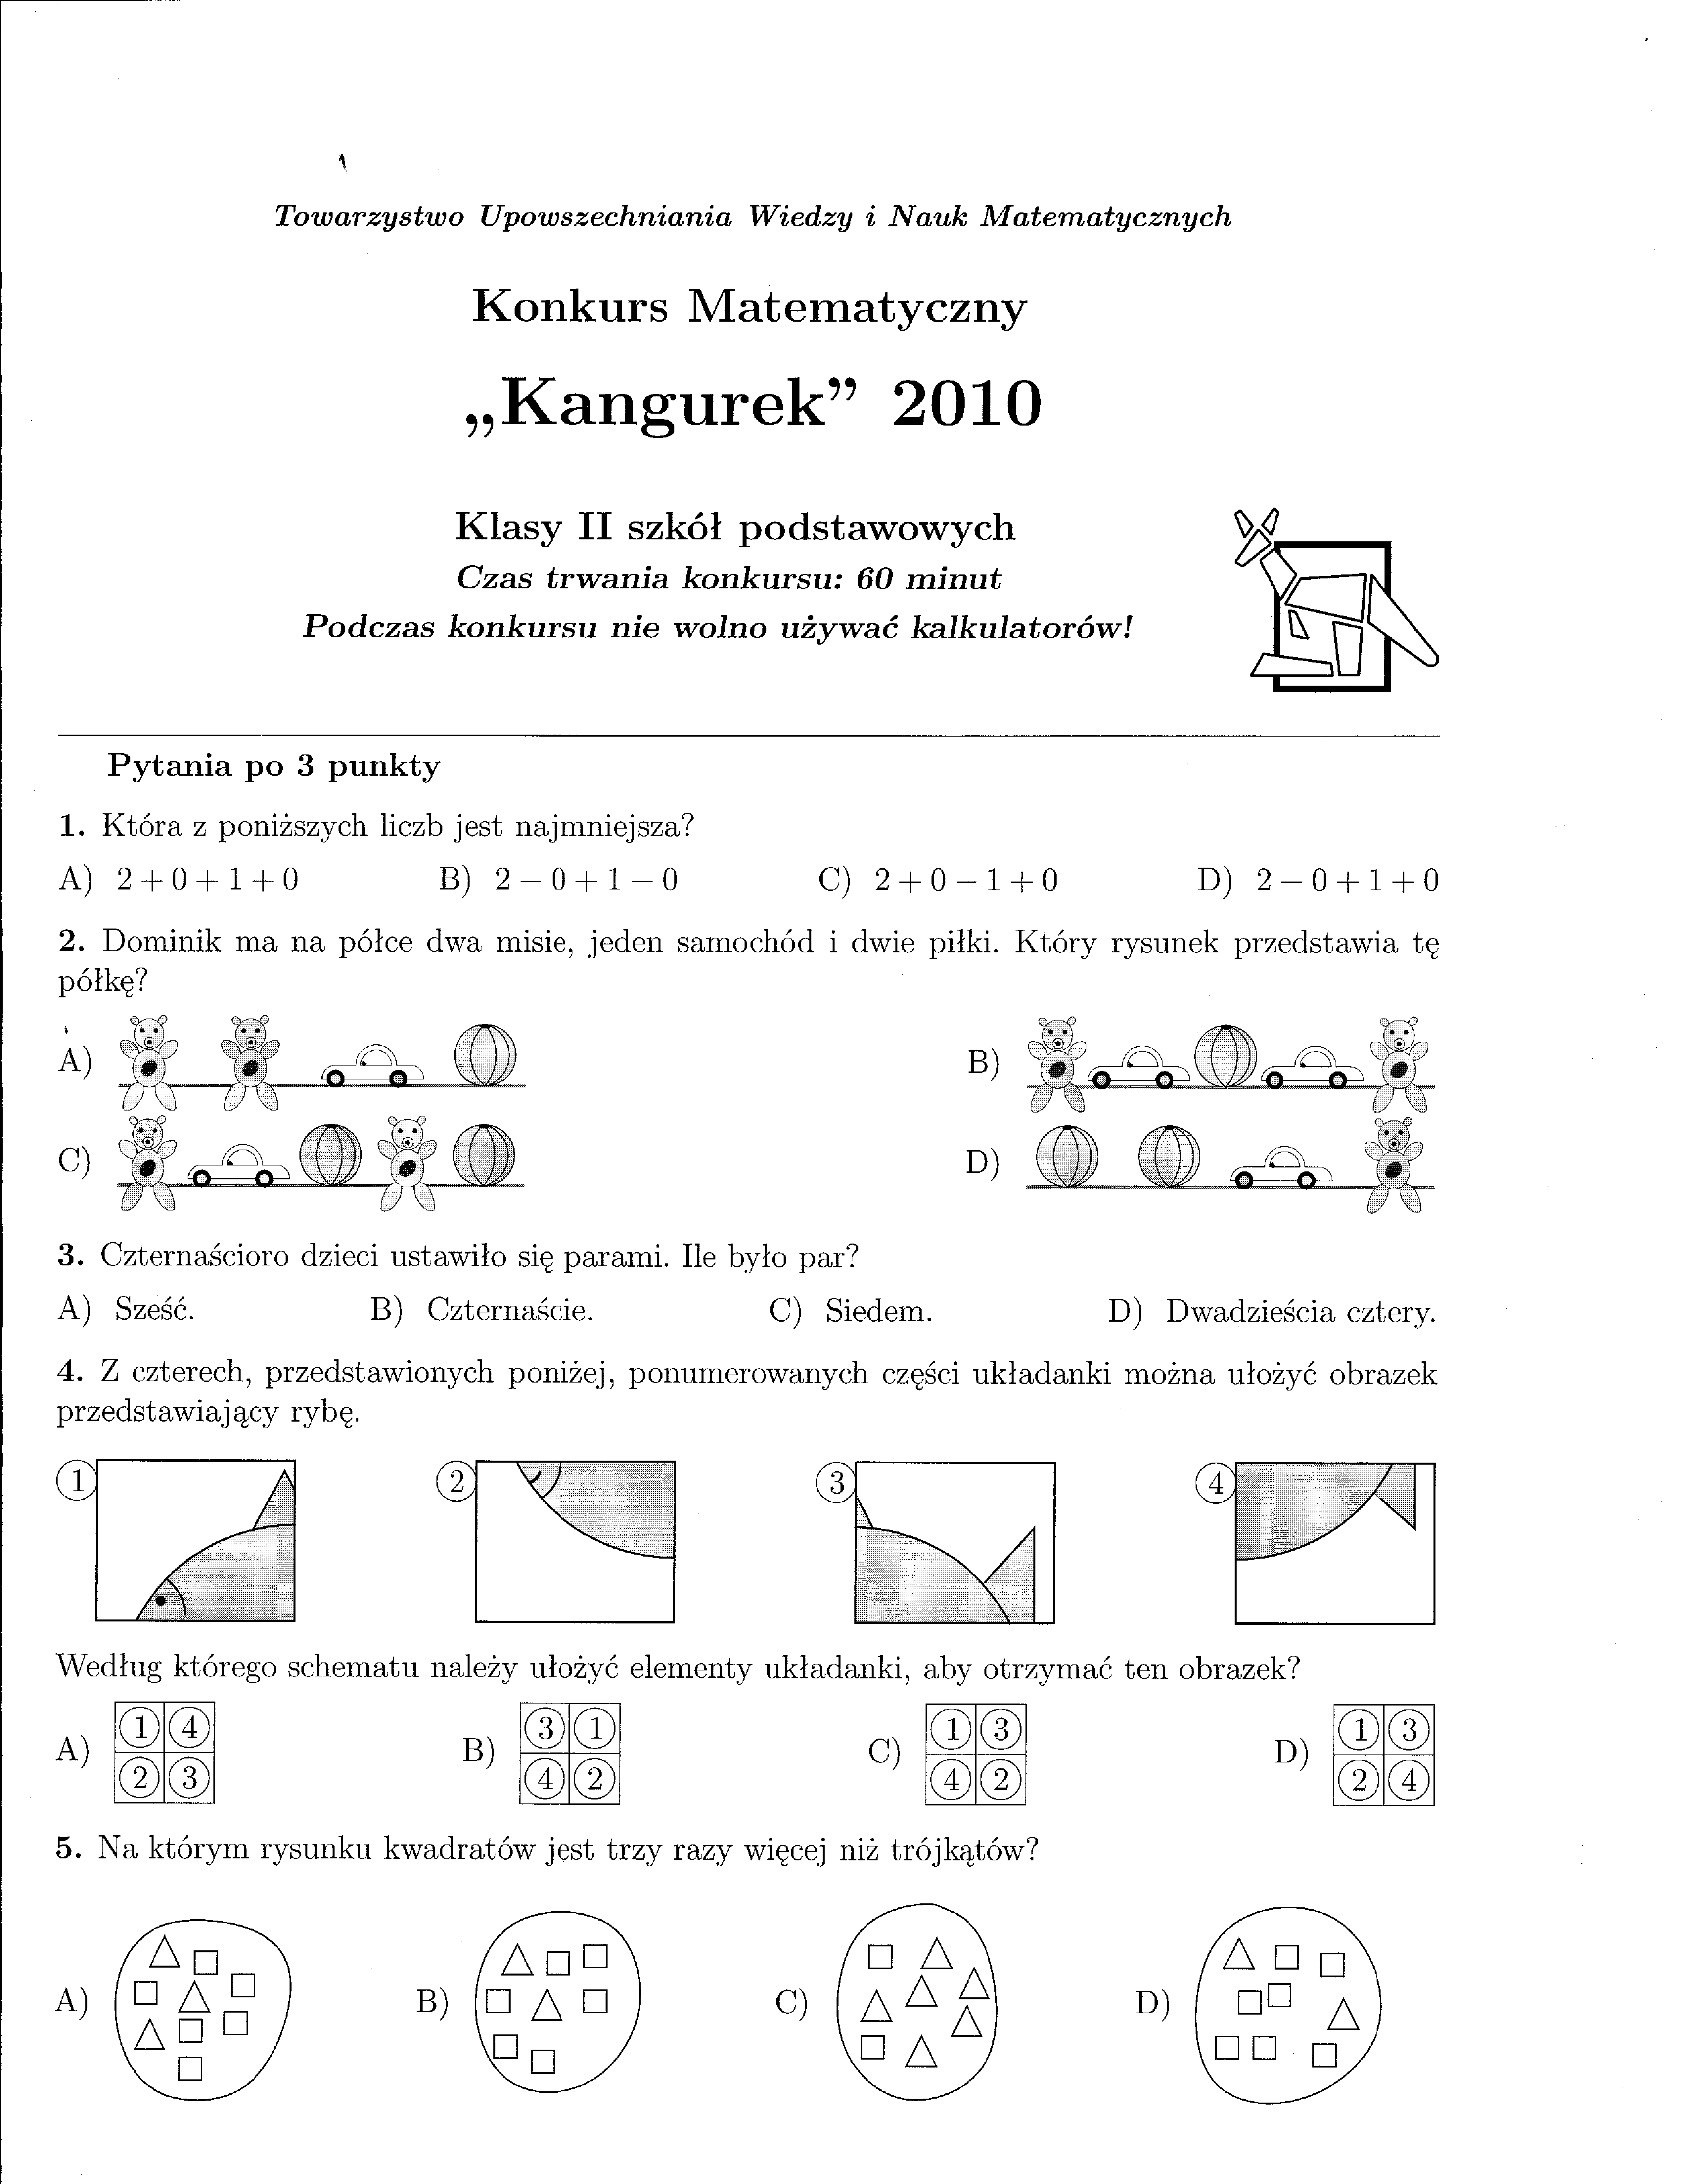 Towarzystwo Upowszechniania Wiedzy i Nauk Matematycznych
Konkurs Matematyczny
„Kangurek” 2010
Klasy II szkół podstawowych
Czas trwania konkursu: 60 minut
Podczas konkursu nie wolno używać kalkulatorów!
Pytania po 3 punkty
1. Która z poniższych liczb jest najmniejsza?
A) 2 + 0 + 1 + 0 B) 2 − 0 + 1 − 0 C) 2 + 0 − 1 + 0 D) 2 − 0 + 1 + 0
2. Dominik ma na półce dwa misie, jeden samochód i dwie piłki. Który rysunek przedstawia tę
półkę?
A) B)
C) D)
3. Czternaścioro dzieci ustawiło się parami. Ile było par?
A) Sześć. B) Czternaście. C) Siedem. D) Dwadzieścia cztery.
4. Z czterech, przedstawionych poniżej, ponumerowanych części układanki można ułożyć obrazek
przedstawiający rybę.
1 2 3 4
Według którego schematu należy ułożyć elementy układanki, aby otrzymać ten obrazek?
1 4 3 1 1 3 1 3
A) B) C) D)
2 3 4 2 4 2 2 4
5. Na którym rysunku kwadratów jest trzy razy więcej niż trójkątów?
A) B) C) D)